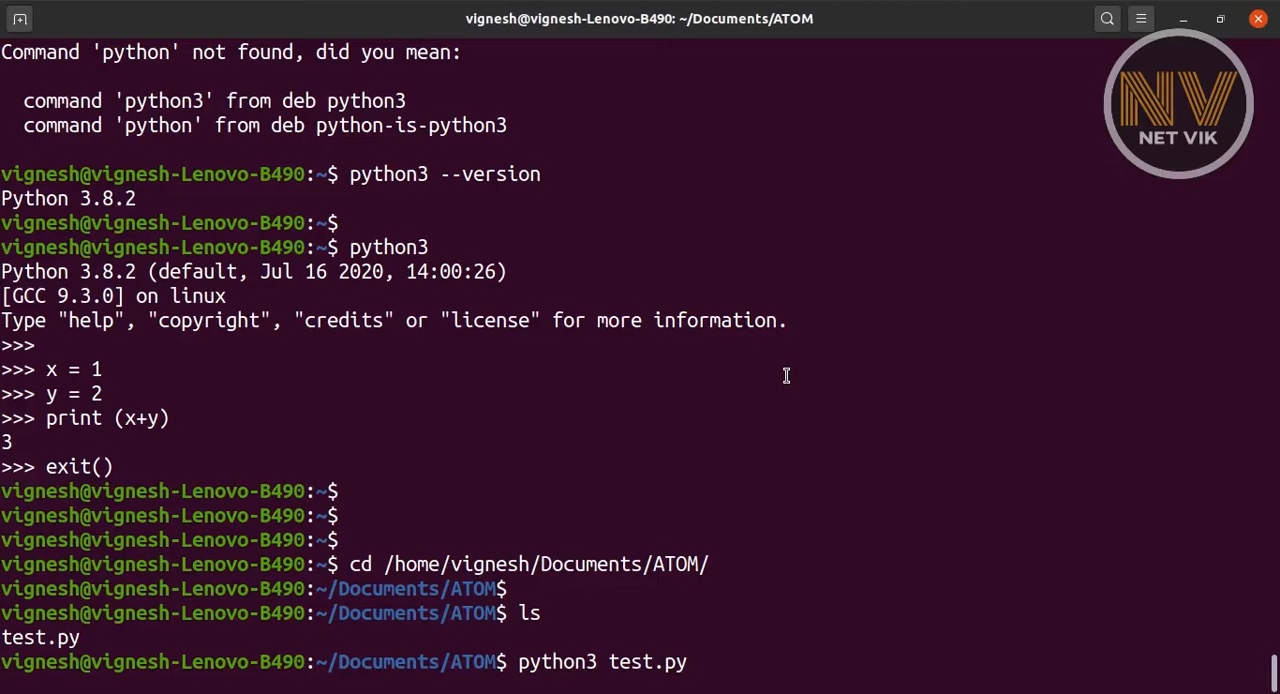 vignesh@vignesh-Lenovo-B490: ~/Documents/ATOM
Command 'python' not found, did you mean:
command 'python3' from deb python3
command 'python' from deb python-is-python3
vignesh@vignesh-Lenovo-B490:~$ python3 --version
Python 3.8.2
vignesh@vignesh-Lenovo-B490:~$
vignesh@vignesh-Lenovo-B490:~$ python3
Python 3.8.2 (default, Jul 16 2020, 14:00:26)
[GCC 9.3.0] on linux
Type "help", "copyright", "credits" or "license" for more information.
>>>
>>> x = 1
>>> y = 2
>>> print (x+y)
3
>>> exit()
vignesh@vignesh-Lenovo-B490:~$
vignesh@vignesh-Lenovo-B490:~$
vignesh@vignesh-Lenovo-B490:~$
vignesh@vignesh-Lenovo-B490:~$ cd /home/vignesh/Documents/ATOM/
vignesh@vignesh-Lenovo-B490:~/Documents/ATOM$
vignesh@vignesh-Lenovo-B490:~/Documents/ATOM$ ls
test.py
vignesh@vignesh-Lenovo-B490:~/Documents/ATOM$ python3 test.py
NV
NET VIK